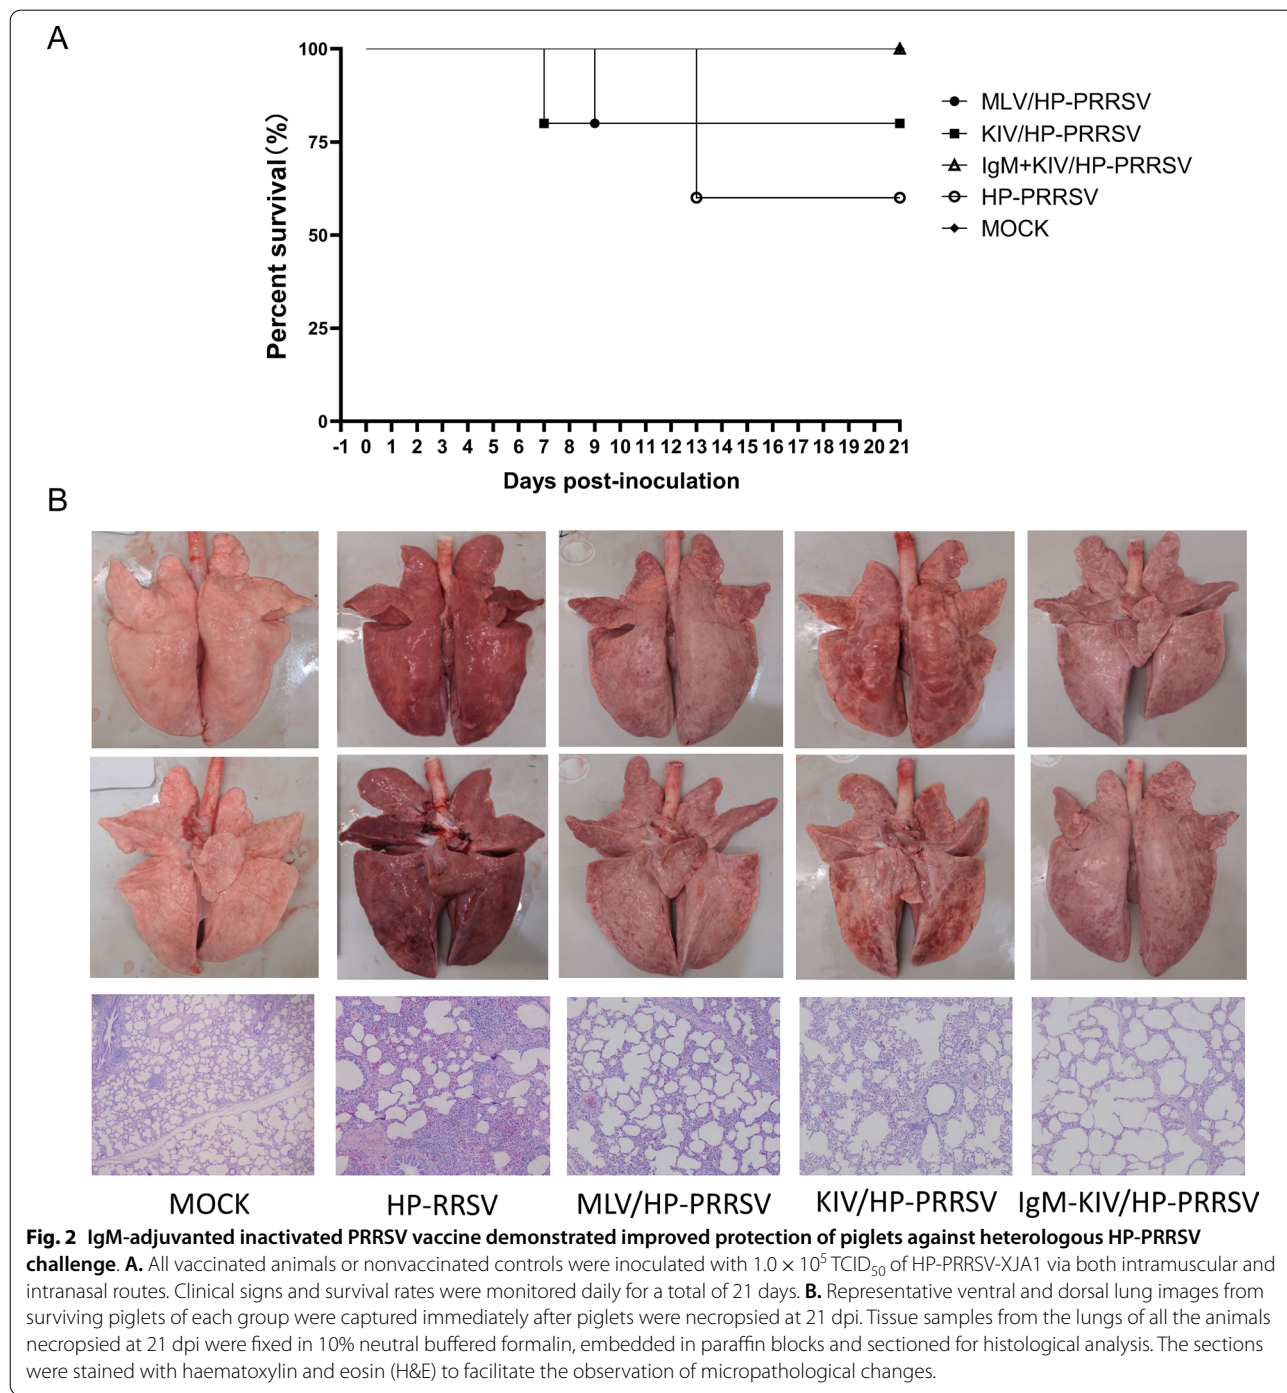 A
100
75
50
25
0
Percent survival (%)
-1 0 1 2 3 4 5 6 7 8 9 10 11 12 13 14 15 16 17 18 19 20 21
Days post-inoculation
MLV/HP-PRRSV
KIV/HP-PRRSV
IgM+KIV/HP-PRRSV
HP-PRRSV
MOCK
B
MOCK HP-RRSV MLV/HP-PRRSV KIV/HP-PRRSV IgM-KIV/HP-PRRSV
Fig. 2 IgM-adjuvanted inactivated PRRSV vaccine demonstrated improved protection of piglets against heterologous HP-PRRSV
challenge. A. All vaccinated animals or nonvaccinated controls were inoculated with 1.0 × 10⁵ TCID₅₀ of HP-PRRSV-XJA1 via both intramuscular and
intranasal routes. Clinical signs and survival rates were monitored daily for a total of 21 days. B. Representative ventral and dorsal lung images from
surviving piglets of each group were captured immediately after piglets were necropsied at 21 dpi. Tissue samples from the lungs of all the animals
necropsied at 21 dpi were fixed in 10% neutral buffered formalin, embedded in paraffin blocks and sectioned for histological analysis. The sections
were stained with haematoxylin and eosin (H&E) to facilitate the observation of micropathological changes.